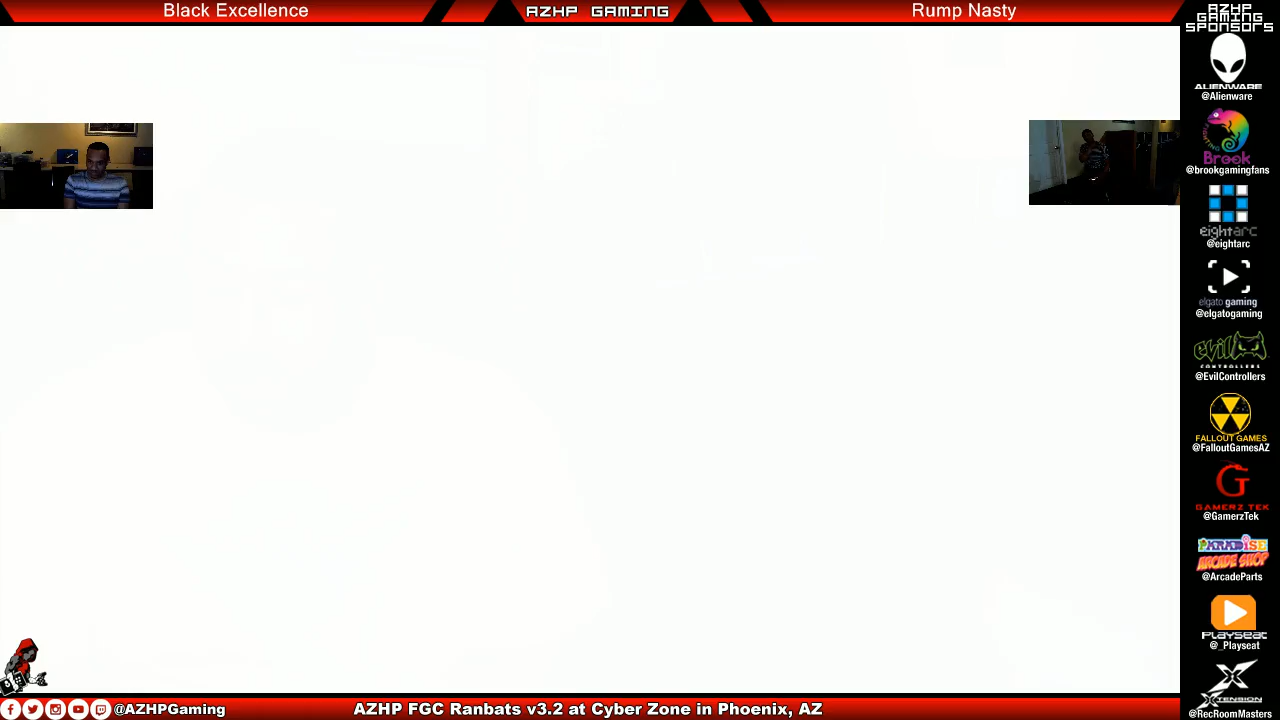 Black Excellence
AZHP GAMING
Rump Nasty
AZHP
GAMING
SPONSORS
ALIENWARE
@Alienware
FIGHTING
Brook
@brookgamingfans
eightarc
@eightarc
elgato gaming
@elgatogaming
evil
CONTROLLERS
@EvilControllers
FALLOUT GAMES
@FalloutGamesAZ
GAMERZ TEK
@GamerzTek
PARADISE
ARCADE SHOP
@ArcadeParts
PLAYSEAT
@_Playseat
XTENSION
@RecRoomMasters
@AZHPGaming
AZHP FGC Ranbats v3.2 at Cyber Zone in Phoenix, AZ